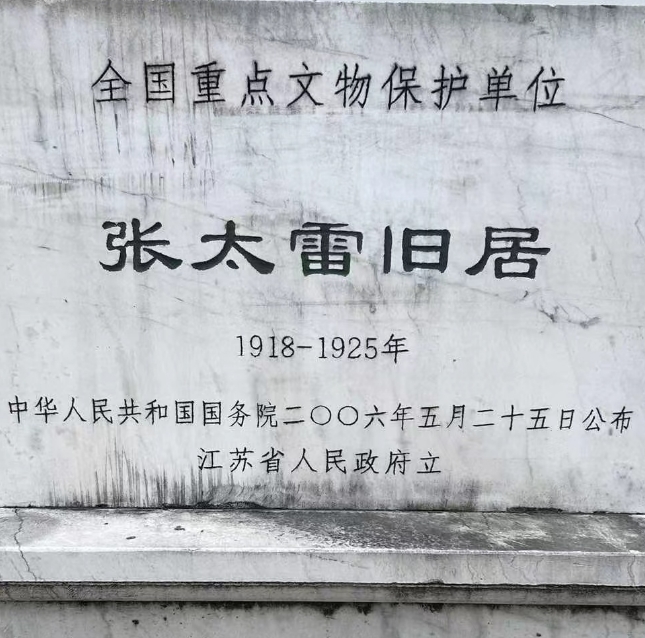 全国重点文物保护单位
张太雷旧居
1918-1925年
中华人民共和国国务院二〇〇六年五月二十五日公布
江苏省人民政府立